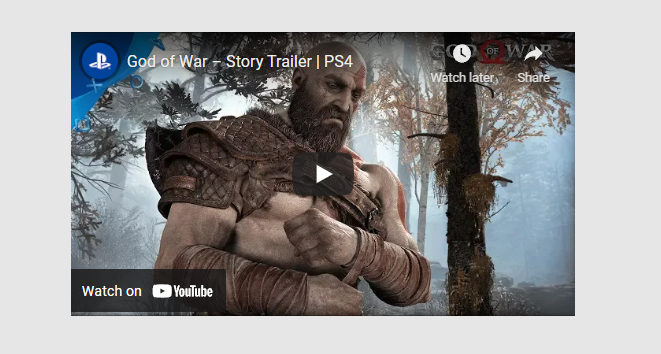 God of War – Story Trailer | PS4
GOD OF WAR
Watch later
Share
Watch on YouTube